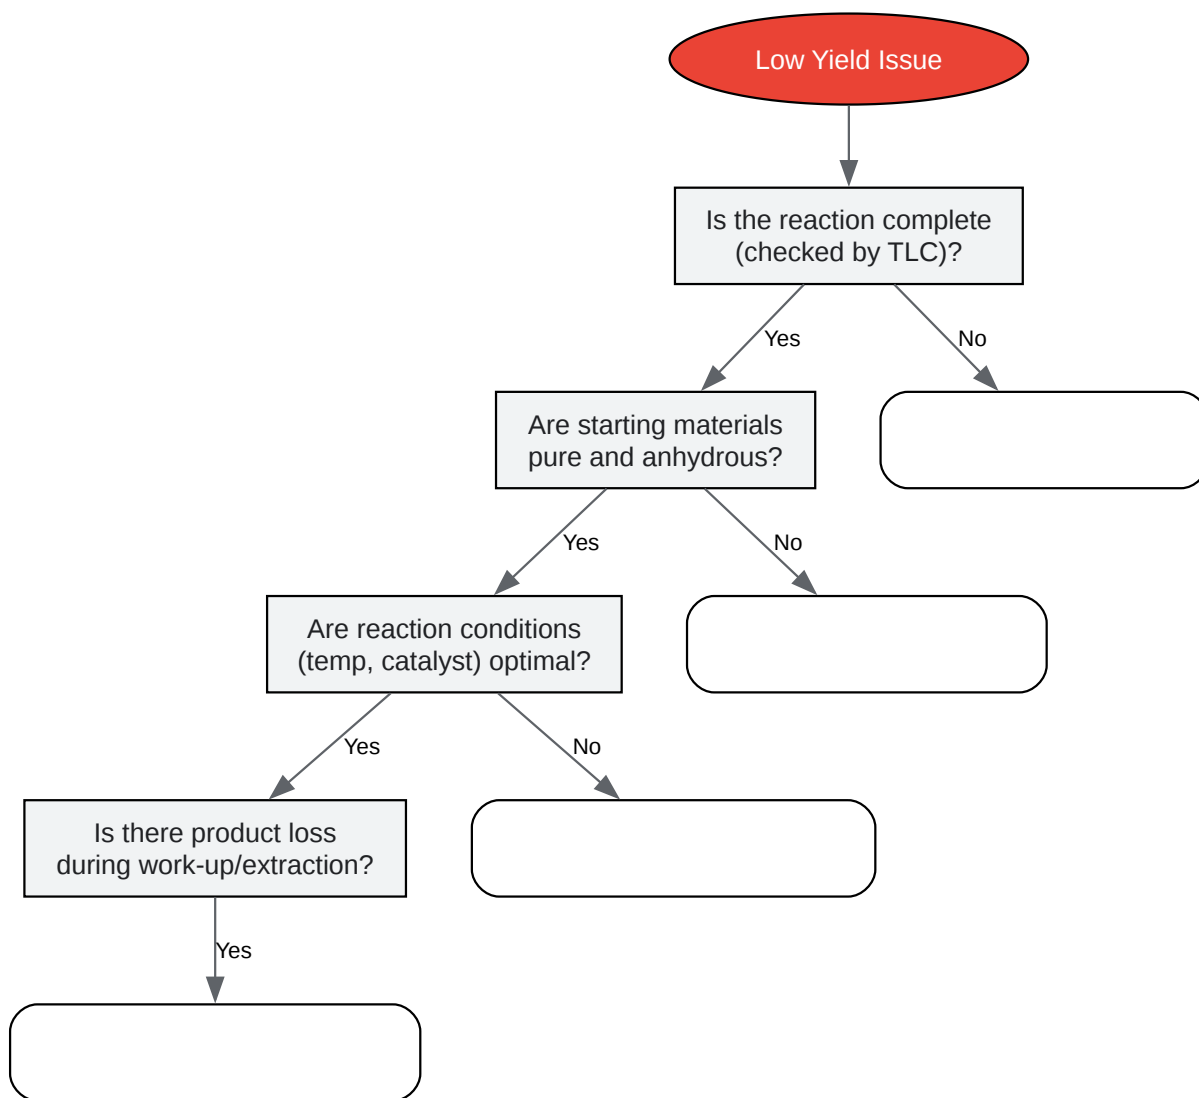 Low Yield Issue
Is the reaction complete
(checked by TLC)?
Yes
No
Are starting materials
pure and anhydrous?
Yes
No
Are reaction conditions
(temp, catalyst) optimal?
Yes
No
Is there product loss
during work-up/extraction?
Yes